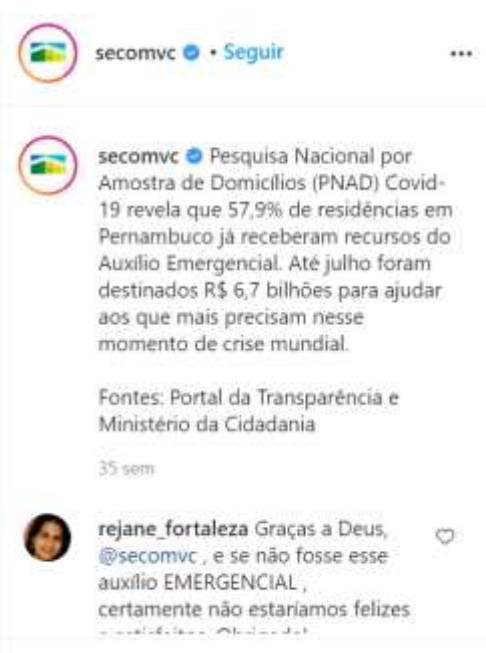 secomvc • Seguir
secomvc Pesquisa Nacional por
Amostra de Domicílios (PNAD) Covid-
19 revela que 57,9% de residências em
Pernambuco já receberam recursos do
Auxílio Emergencial. Até julho foram
destinados R$ 6,7 bilhões para ajudar
aos que mais precisam nesse
momento de crise mundial.
Fontes: Portal da Transparência e
Ministério da Cidadania
35 sem
rejane_fortaleza Graças a Deus,
@secomvc , e se não fosse esse
auxílio EMERGENCIAL ,
certamente não estaríamos felizes